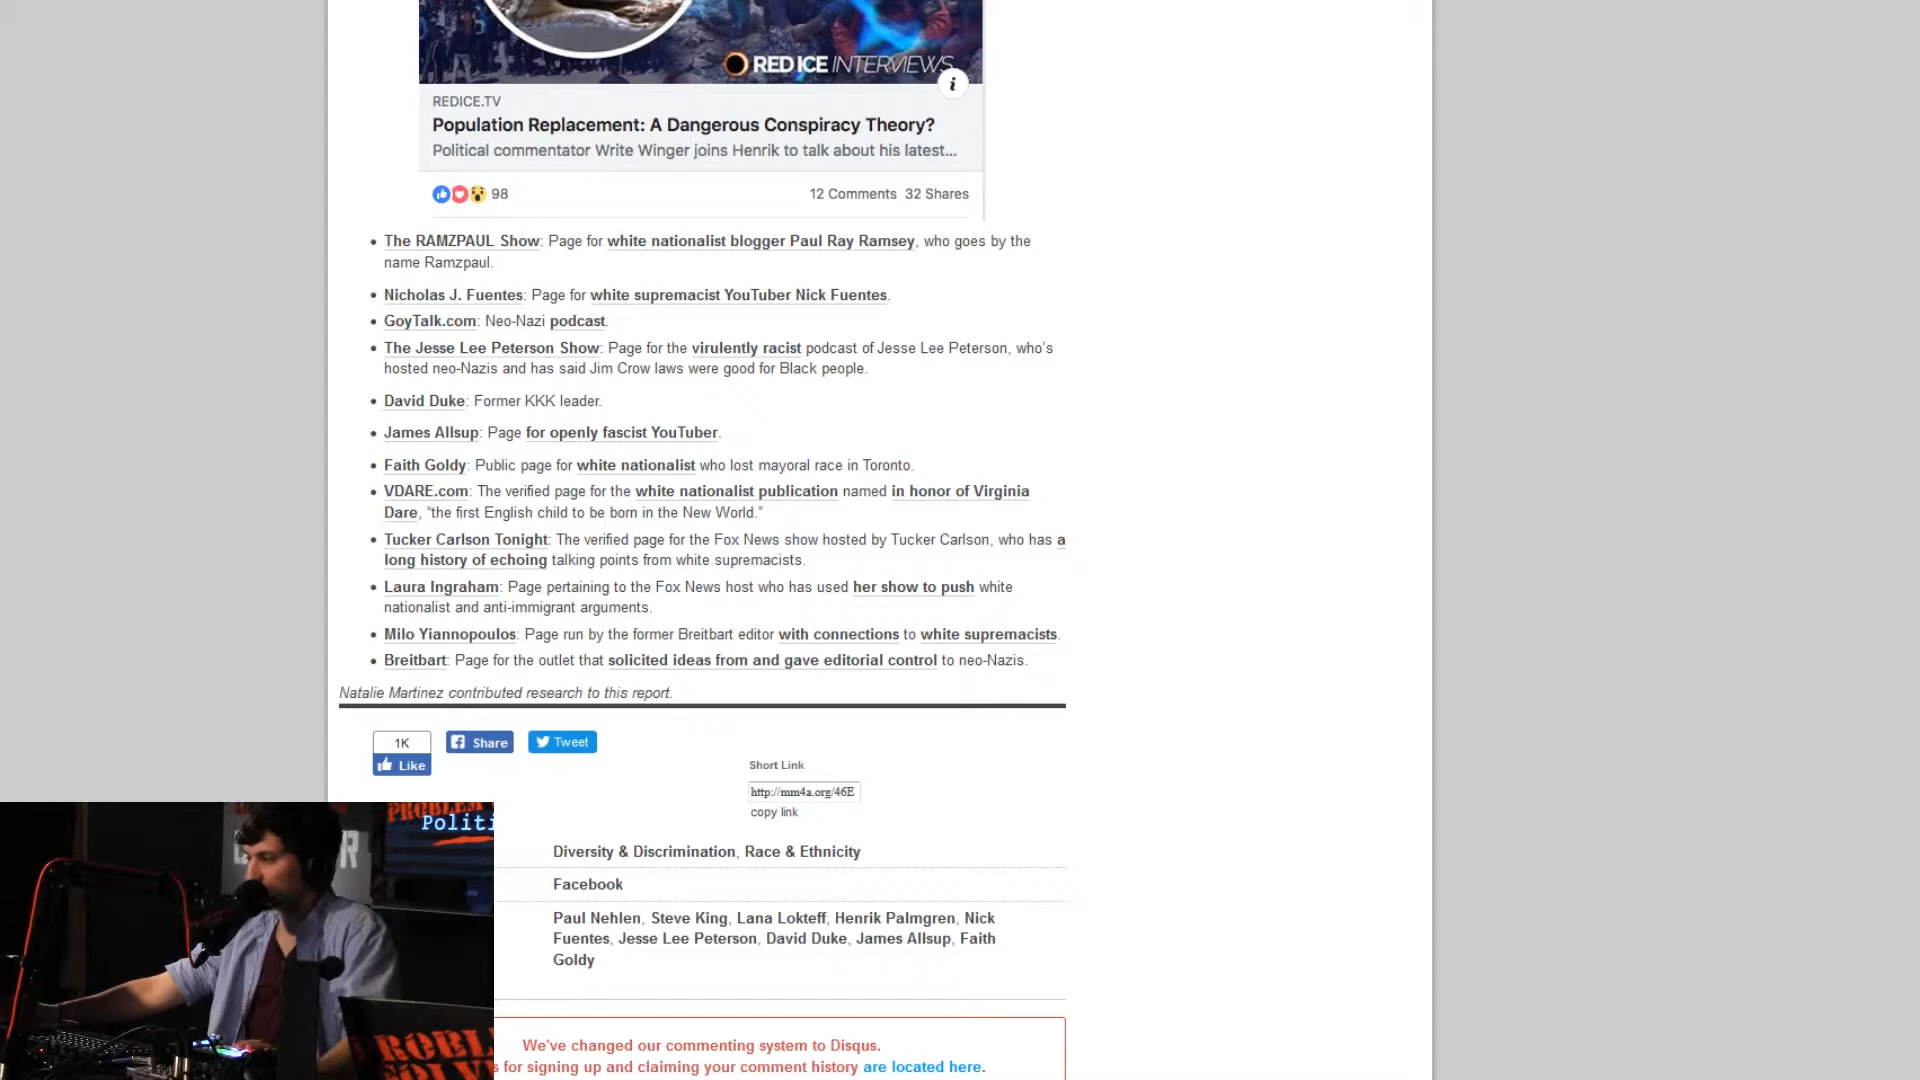 RED ICE INTERVIEWS
i
REDICE.TV
Population Replacement: A Dangerous Conspiracy Theory?
Political commentator Write Winger joins Henrik to talk about his latest...
98 12 Comments 32 Shares
• The RAMZPAUL Show: Page for white nationalist blogger Paul Ray Ramsey, who goes by the
name Ramzpaul.
• Nicholas J. Fuentes: Page for white supremacist YouTuber Nick Fuentes.
• GoyTalk.com: Neo-Nazi podcast.
• The Jesse Lee Peterson Show: Page for the virulently racist podcast of Jesse Lee Peterson, who's
hosted neo-Nazis and has said Jim Crow laws were good for Black people.
• David Duke: Former KKK leader.
• James Allsup: Page for openly fascist YouTuber.
• Faith Goldy: Public page for white nationalist who lost mayoral race in Toronto.
• VDARE.com: The verified page for the white nationalist publication named in honor of Virginia
Dare, “the first English child to be born in the New World.”
• Tucker Carlson Tonight: The verified page for the Fox News show hosted by Tucker Carlson, who has a
long history of echoing talking points from white supremacists.
• Laura Ingraham: Page pertaining to the Fox News host who has used her show to push white
nationalist and anti-immigrant arguments.
• Milo Yiannopoulos: Page run by the former Breitbart editor with connections to white supremacists.
• Breitbart: Page for the outlet that solicited ideas from and gave editorial control to neo-Nazis.
Natalie Martinez contributed research to this report.
1K
Like
Share
Tweet
Short Link
http://mm4a.org/46E
copy link
Diversity & Discrimination, Race & Ethnicity
Facebook
Paul Nehlen, Steve King, Lana Lokteff, Henrik Palmgren, Nick
Fuentes, Jesse Lee Peterson, David Duke, James Allsup, Faith
Goldy
We've changed our commenting system to Disqus.
s for signing up and claiming your comment history are located here.
PROBLEM
Politi